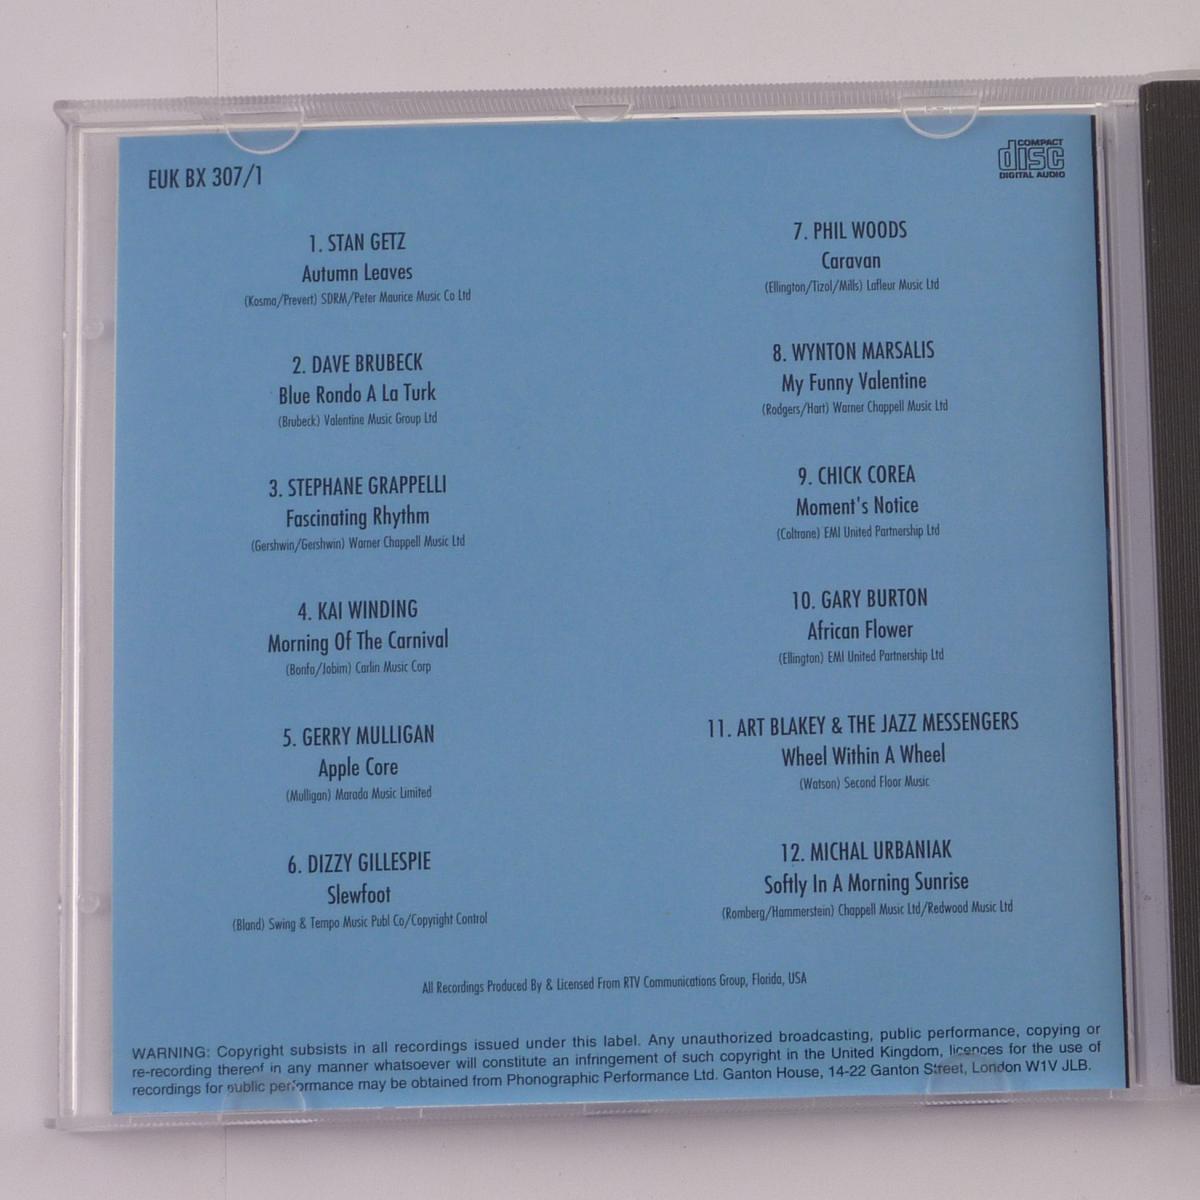 EUK BX 307/1
COMPACT
disc
DIGITAL AUDIO
1. STAN GETZ
Autumn Leaves
(Kosma/Prevert) SDRM/Peter Maurice Music Co Ltd
2. DAVE BRUBECK
Blue Rondo A La Turk
(Brubeck) Valentine Music Group Ltd
3. STEPHANE GRAPPELLI
Fascinating Rhythm
(Gershwin/Gershwin) Warner Chappell Music Ltd
4. KAI WINDING
Morning Of The Carnival
(Bonfa/Jobim) Carlin Music Corp
5. GERRY MULLIGAN
Apple Core
(Mulligan) Marada Music Limited
6. DIZZY GILLESPIE
Slewfoot
(Bland) Swing & Tempo Music Publ Co/Copyright Control
7. PHIL WOODS
Caravan
(Ellington/Tizol/Mills) Lafleur Music Ltd
8. WYNTON MARSALIS
My Funny Valentine
(Rodgers/Hart) Warner Chappell Music Ltd
9. CHICK COREA
Moment's Notice
(Coltrane) EMI United Partnership Ltd
10. GARY BURTON
African Flower
(Ellington) EMI United Partnership Ltd
11. ART BLAKEY & THE JAZZ MESSENGERS
Wheel Within A Wheel
(Watson) Second Floor Music
12. MICHAL URBANIAK
Softly In A Morning Sunrise
(Romberg/Hammerstein) Chappell Music Ltd/Redwood Music Ltd
All Recordings Produced By & Licensed From RTV Communications Group, Florida, USA
WARNING: Copyright subsists in all recordings issued under this label. Any unauthorized broadcasting, public performance, copying or
re-recording thereof in any manner whatsoever will constitute an infringement of such copyright in the United Kingdom, licences for the use of
recordings for public performance may be obtained from Phonographic Performance Ltd. Ganton House, 14-22 Ganton Street, London W1V JLB.